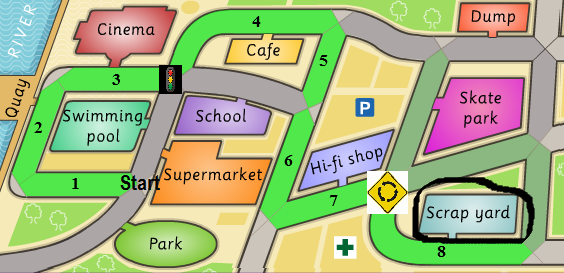 RIVER
Quay
Cinema
4
Cafe
Dump
3
5
P
Skate
park
2
Swimming
pool
School
6
Hi-fi shop
1
Start
Supermarket
7
Scrap yard
Park
8